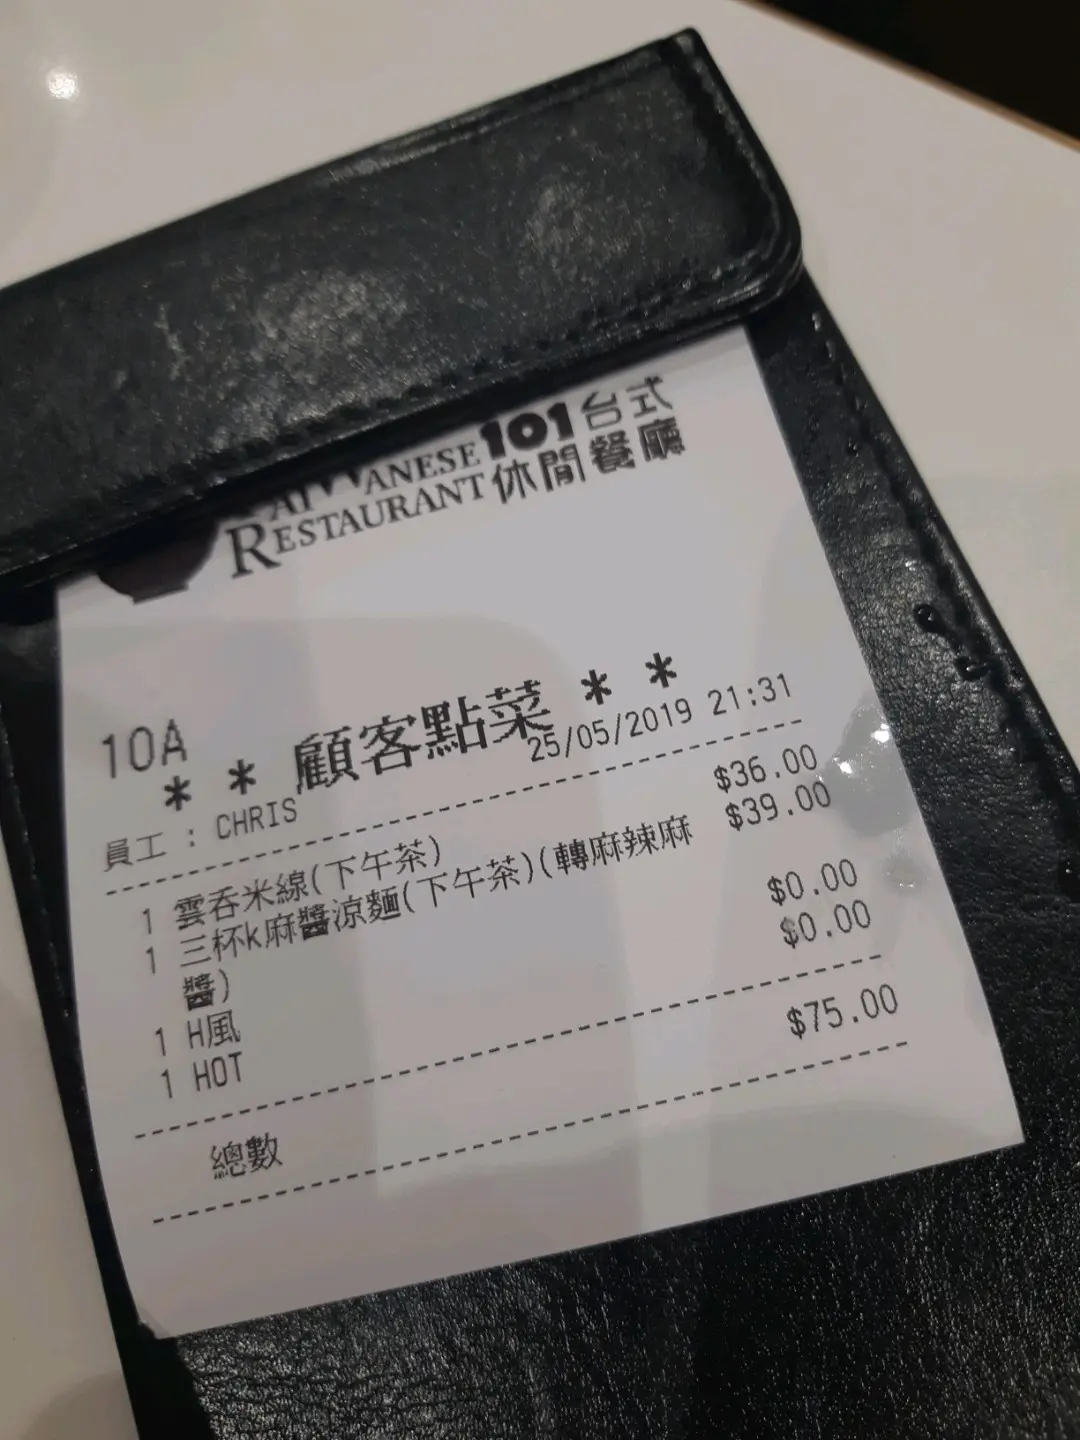 TAIWANESE 101 台式
RESTAURANT 休閒餐廳
10A
* * 顧客點菜 * *
25/05/2019 21:31
員工 : CHRIS
1 雲吞米線(下午茶) $36.00
1 三杯k麻醬涼麵(下午茶)(轉麻辣麻 $39.00
醬)
1 H風 $0.00
1 HOT $0.00
總數 $75.00